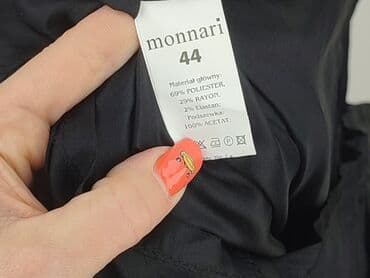 monnari
44
Materiał główny:
69% POLIESTER,
29% RAYON,
2% Elastan,
Podszewka:
100% ACETAT.